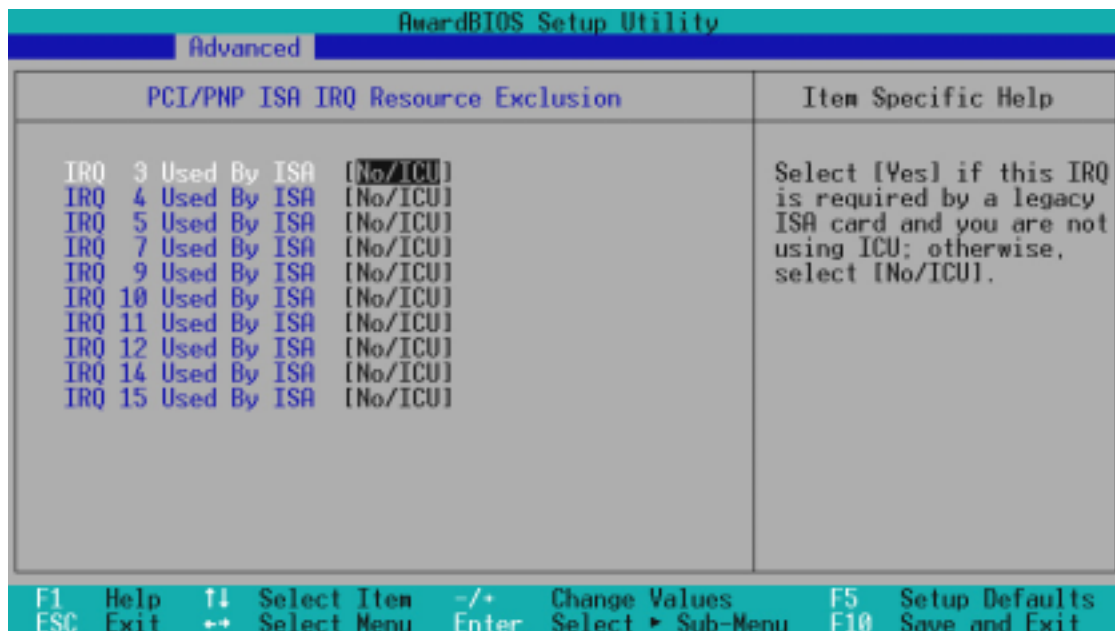 AwardBIOS Setup Utility
Advanced
PCI/PNP ISA IRQ Resource Exclusion
IRQ 3 Used By ISA [No/ICU]
IRQ 4 Used By ISA [No/ICU]
IRQ 5 Used By ISA [No/ICU]
IRQ 7 Used By ISA [No/ICU]
IRQ 9 Used By ISA [No/ICU]
IRQ 10 Used By ISA [No/ICU]
IRQ 11 Used By ISA [No/ICU]
IRQ 12 Used By ISA [No/ICU]
IRQ 14 Used By ISA [No/ICU]
IRQ 15 Used By ISA [No/ICU]
Item Specific Help
Select [Yes] if this IRQ
is required by a legacy
ISA card and you are not
using ICU; otherwise,
select [No/ICU].
F1 Help ↑↓ Select Item -/+ Change Values F5 Setup Defaults
ESC Exit ←→ Select Menu Enter Select ► Sub-Menu F10 Save and Exit